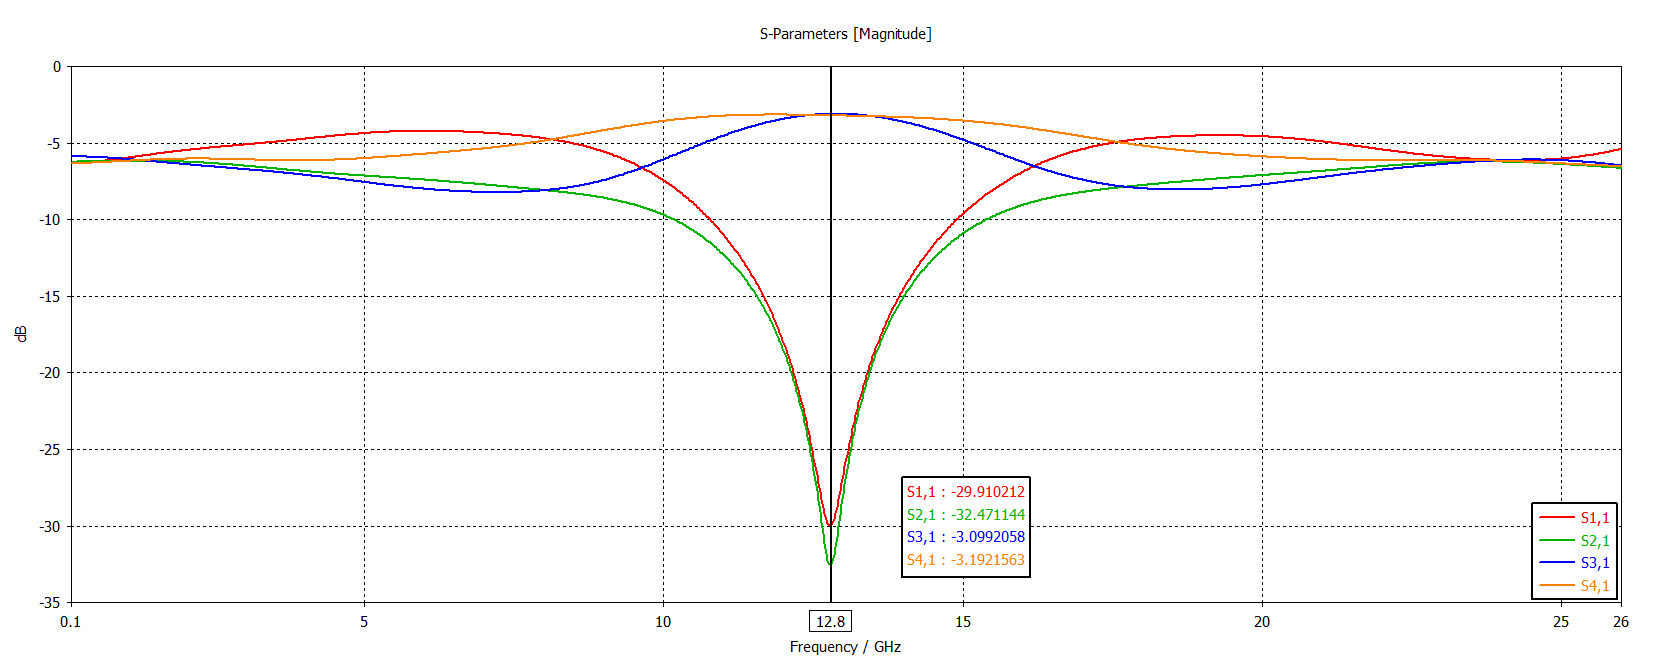 S-Parameters [Magnitude]
0
-5
-10
-15
-20
-25
-30
-35
dB
S1,1 : -29.910212
S2,1 : -32.471144
S3,1 : -3.0992058
S4,1 : -3.1921563
S1,1
S2,1
S3,1
S4,1
0.1 5 10 12.8 15 20 25 26
Frequency / GHz